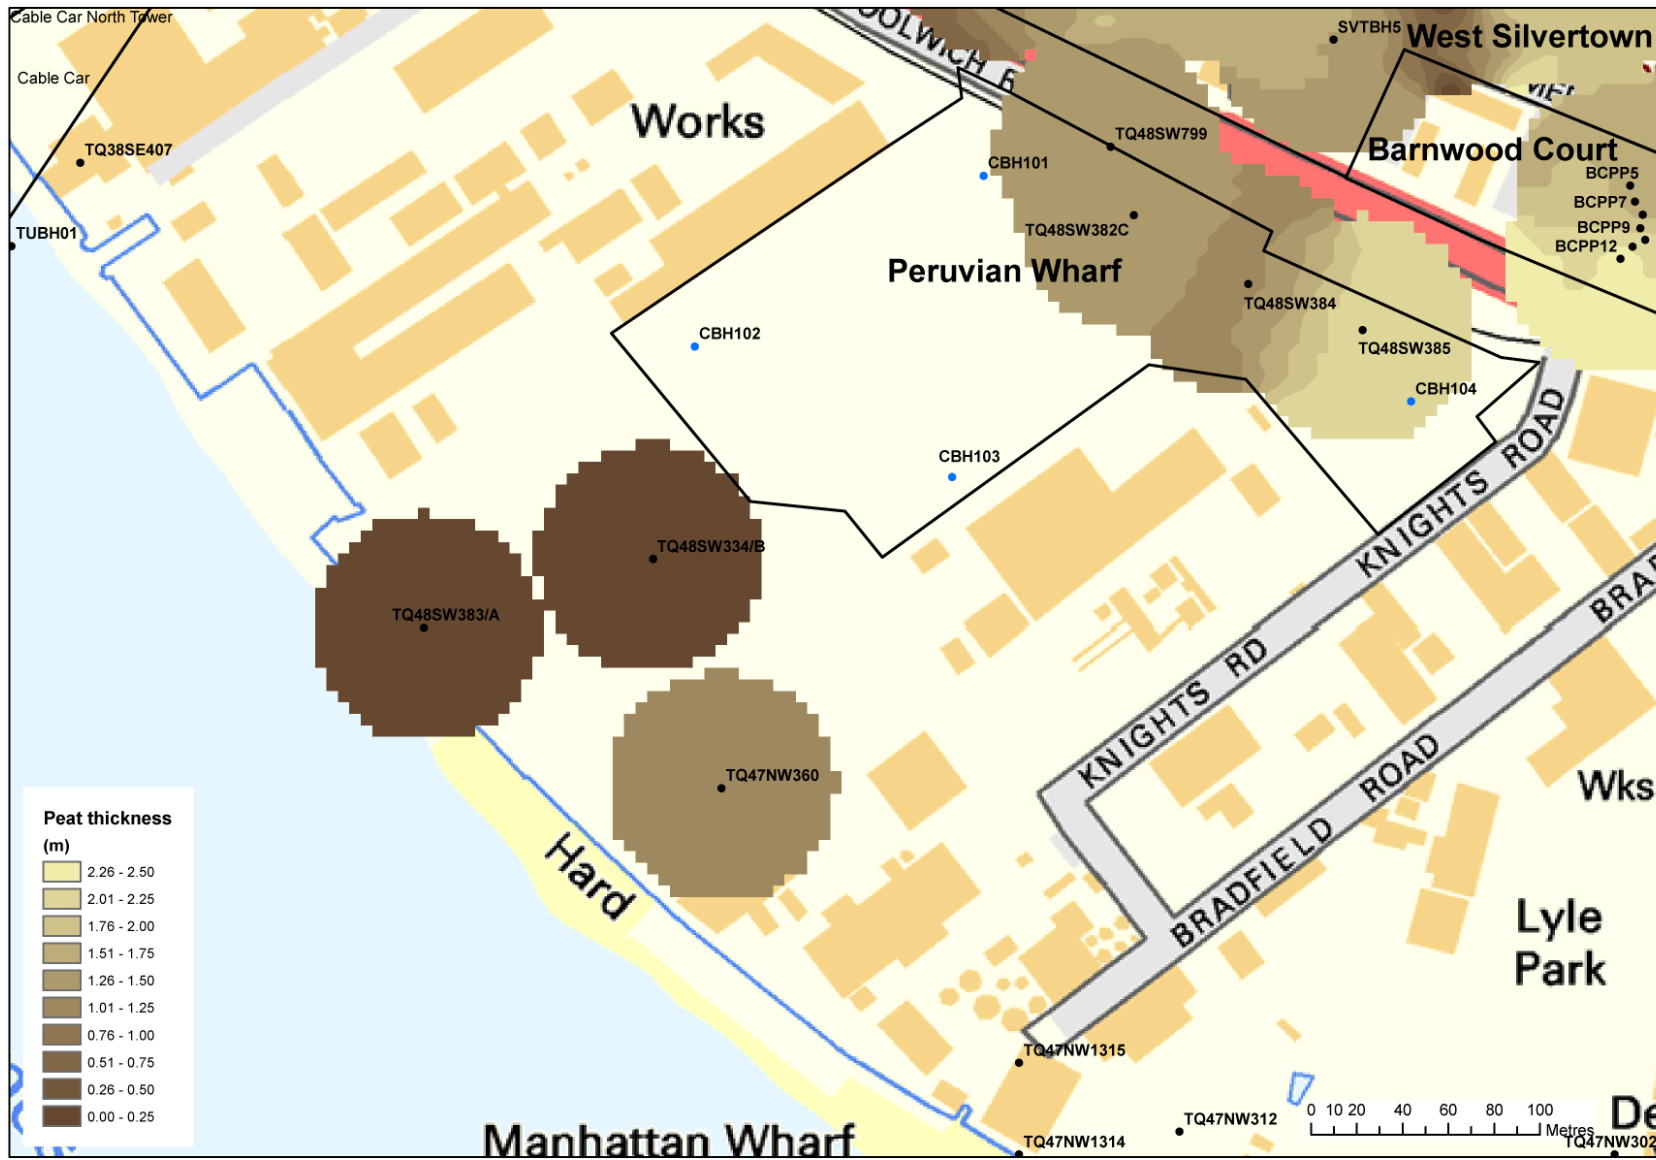 Cable Car North Tower
Cable Car
TQ38SE407
TUBH01
Works
SVTBH5
West Silvertown
TQ48SW799
Barnwood Court
CBH101
BCPP5
BCPP7
TQ48SW382C
BCPP9
BCPP12
Peruvian Wharf
TQ48SW384
CBH102
TQ48SW385
CBH104
CBH103
KNIGHTS ROAD
TQ48SW334/B
TQ48SW383/A
KNIGHTS RD
TQ47NW360
BRADFIELD ROAD
Wks
Hard
Lyle
Park
TQ47NW1315
TQ47NW312
TQ47NW1314
TQ47NW302
Manhattan Wharf
Peat thickness
(m)
2.26 - 2.50
2.01 - 2.25
1.76 - 2.00
1.51 - 1.75
1.26 - 1.50
1.01 - 1.25
0.76 - 1.00
0.51 - 0.75
0.26 - 0.50
0.00 - 0.25
0 10 20 40 60 80 100
Metres